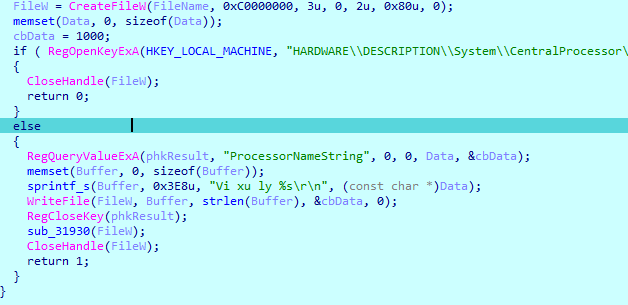 FileW = CreateFileW(FileName, 0xC0000000, 3u, 0, 2u, 0x80u, 0);
memset(Data, 0, sizeof(Data));
cbData = 1000;
if ( RegOpenKeyExA(HKEY_LOCAL_MACHINE, "HARDWARE\\DESCRIPTION\\System\\CentralProcessor\
{
CloseHandle(FileW);
return 0;
}
else
{
RegQueryValueExA(phkResult, "ProcessorNameString", 0, 0, Data, &cbData);
memset(Buffer, 0, sizeof(Buffer));
sprintf_s(Buffer, 0x3E8u, "Vi xu ly %s\r\n", (const char *)Data);
WriteFile(FileW, Buffer, strlen(Buffer), &cbData, 0);
RegCloseKey(phkResult);
sub_31930(FileW);
CloseHandle(FileW);
return 1;
}
}